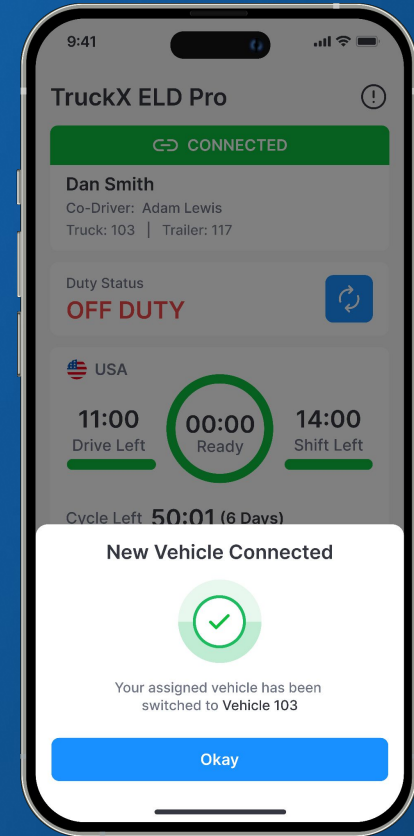 9:41
TruckX ELD Pro
CONNECTED
Dan Smith
Co-Driver: Adam Lewis
Truck: 103 | Trailer: 117
Duty Status
OFF DUTY
USA
11:00
Drive Left
00:00
Ready
14:00
Shift Left
Cycle Left 50:01 (6 Days)
New Vehicle Connected
Your assigned vehicle has been
switched to Vehicle 103
Okay